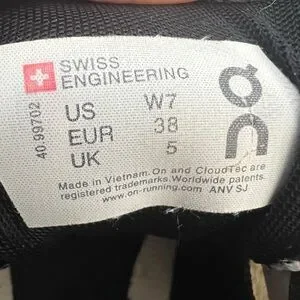 SWISS
ENGINEERING
40.99702
US W7
EUR 38
UK 5
Made in Vietnam.On and CloudTec are
registered trademarks.Worldwide patents.
www.on-running.com ANV SJ